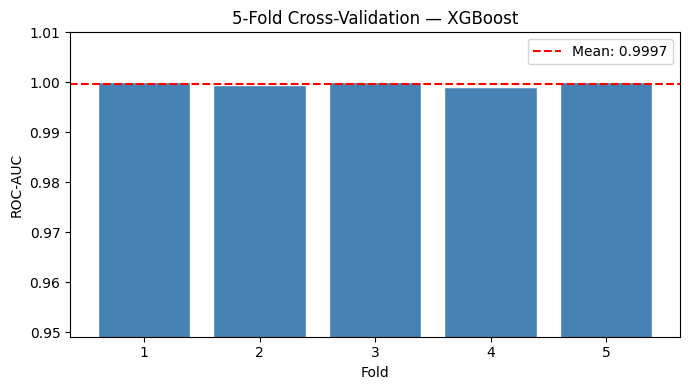 5-Fold Cross-Validation — XGBoost
Mean: 0.9997
ROC-AUC
1.01
1.00
0.99
0.98
0.97
0.96
0.95
1 2 3 4 5
Fold